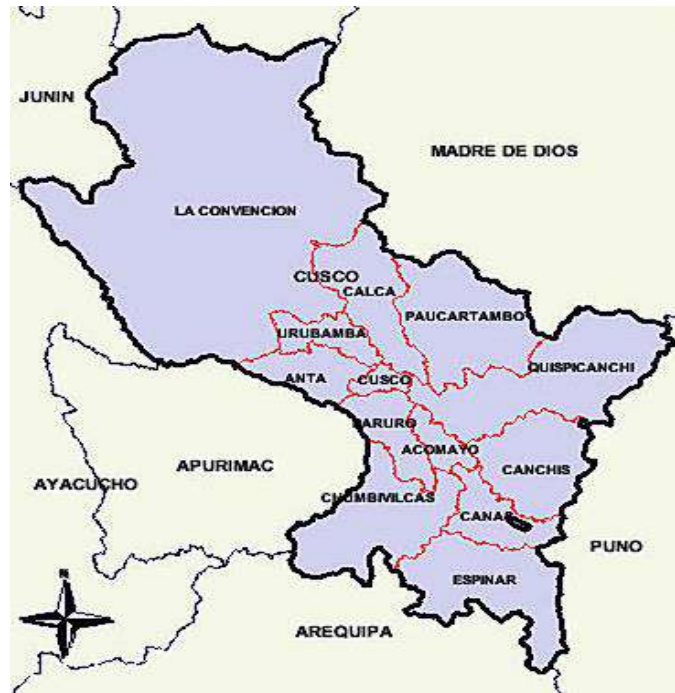 JUNIN
MADRE DE DIOS
LA CONVENCION
CUSCO
CALCA
PAUCARTAMBO
URUBAMBA
QUISPICANCHI
ANTA
CUSCO
PARURO
ACOMAYO
APURIMAC
CANCHIS
AYACUCHO
CHUMBIVILCAS
CANAS
PUNO
ESPINAR
N
AREQUIPA